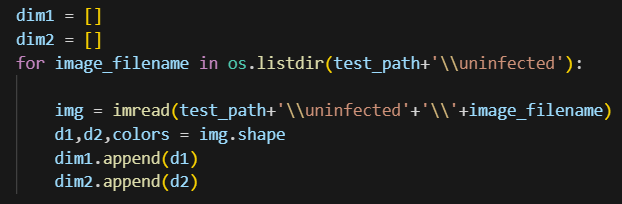 dim1 = []
dim2 = []
for image_filename in os.listdir(test_path+'\\uninfected'):
    img = imread(test_path+'\\uninfected'+'\\'+image_filename)
    d1,d2,colors = img.shape
    dim1.append(d1)
    dim2.append(d2)